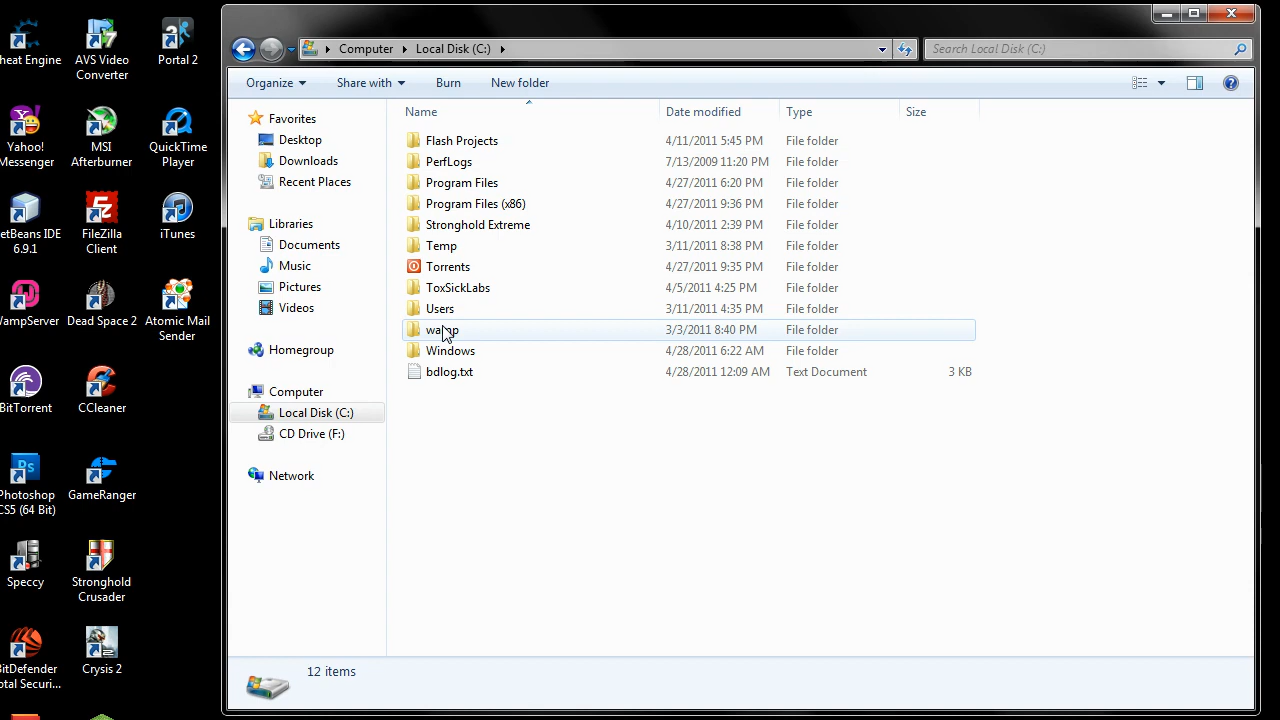 heat Engine
AVS Video
Converter
Portal 2
Yahoo!
Messenger
MSI
Afterburner
QuickTime
Player
etBeans IDE
6.9.1
FileZilla
Client
iTunes
WampServer
Dead Space 2
Atomic Mail
Sender
BitTorrent
CCleaner
Photoshop
CS5 (64 Bit)
GameRanger
Speccy
Stronghold
Crusader
BitDefender
otal Securi...
Crysis 2
Computer
Local Disk (C:)
Search Local Disk (C:)
Organize
Share with
Burn
New folder
Favorites
Desktop
Downloads
Recent Places
Libraries
Documents
Music
Pictures
Videos
Homegroup
Computer
Local Disk (C:)
CD Drive (F:)
Network
Name Date modified Type Size
Flash Projects 4/11/2011 5:45 PM File folder
PerfLogs 7/13/2009 11:20 PM File folder
Program Files 4/27/2011 6:20 PM File folder
Program Files (x86) 4/27/2011 9:36 PM File folder
Stronghold Extreme 4/10/2011 2:39 PM File folder
Temp 3/11/2011 8:38 PM File folder
Torrents 4/27/2011 9:35 PM File folder
ToxSickLabs 4/5/2011 4:25 PM File folder
Users 3/11/2011 4:35 PM File folder
wamp 3/3/2011 8:40 PM File folder
Windows 4/28/2011 6:22 AM File folder
bdlog.txt 4/28/2011 12:09 AM Text Document 3 KB
12 items